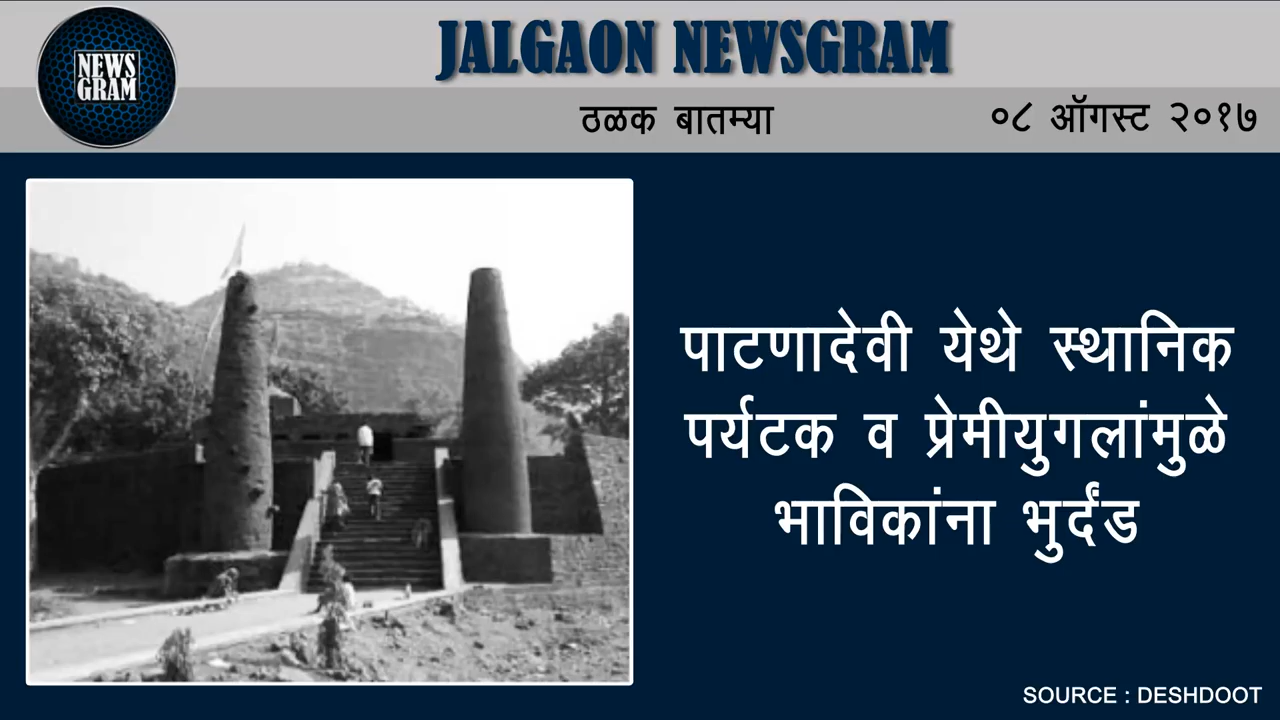 NEWS
GRAM
JALGAON NEWSGRAM
ठळक बातम्या
०८ ऑगस्ट २०१७
पाटणादेवी येथे स्थानिक
पर्यटक व प्रेमीयुगलांमुळे
भाविकांना भुर्दंड
SOURCE : DESHDOOT